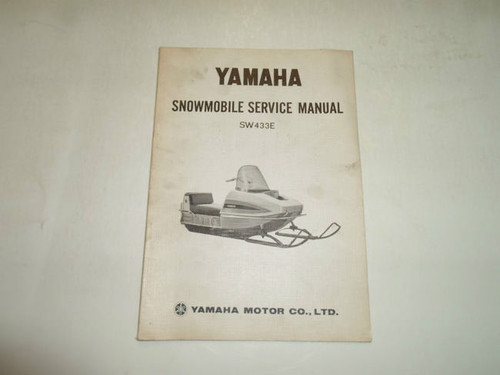 YAMAHA
SNOWMOBILE SERVICE MANUAL
SW433E
YAMAHA MOTOR CO., LTD.